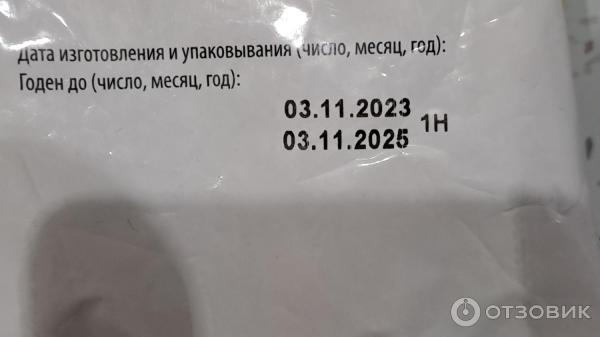 Дата изготовления и упаковывания (число, месяц, год):
Годен до (число, месяц, год):
03.11.2023
03.11.2025 1Н
ОТЗОВИК